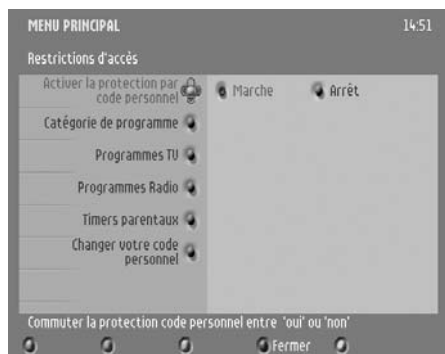 MENU PRINCIPAL 14:51
Restrictions d'accès
Activer la protection par
code personnel
Marche Arrêt
Catégorie de programme
Programmes TV
Programmes Radio
Timers parentaux
Changer votre code
personnel
Commuter la protection code personnel entre 'oui' ou 'non'
Fermer